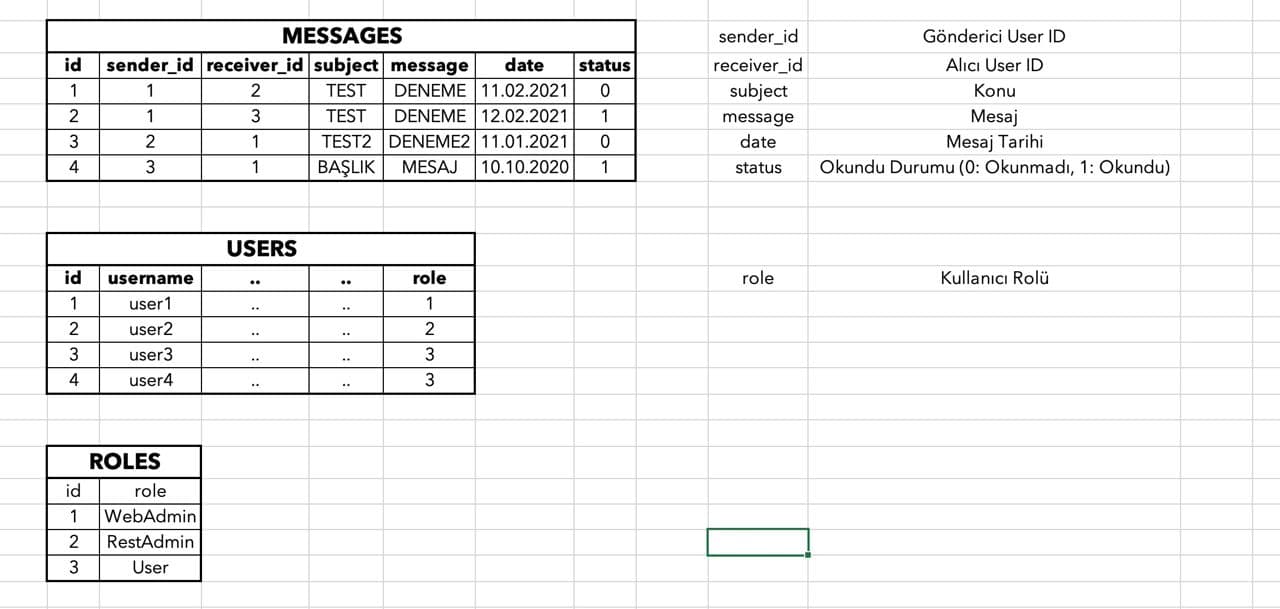 MESSAGES sender_id Gönderici User ID
id sender_id receiver_id subject message date status receiver_id Alıcı User ID
1 1 2 TEST DENEME 11.02.2021 0 subject Konu
2 1 3 TEST DENEME 12.02.2021 1 message Mesaj
3 2 1 TEST2 DENEME2 11.01.2021 0 date Mesaj Tarihi
4 3 1 BAŞLIK MESAJ 10.10.2020 1 status Okundu Durumu (0: Okunmadı, 1: Okundu)
USERS
id username .. .. role role Kullanıcı Rolü
1 user1 .. .. 1
2 user2 .. .. 2
3 user3 .. .. 3
4 user4 .. .. 3
ROLES
id role
1 WebAdmin
2 RestAdmin
3 User